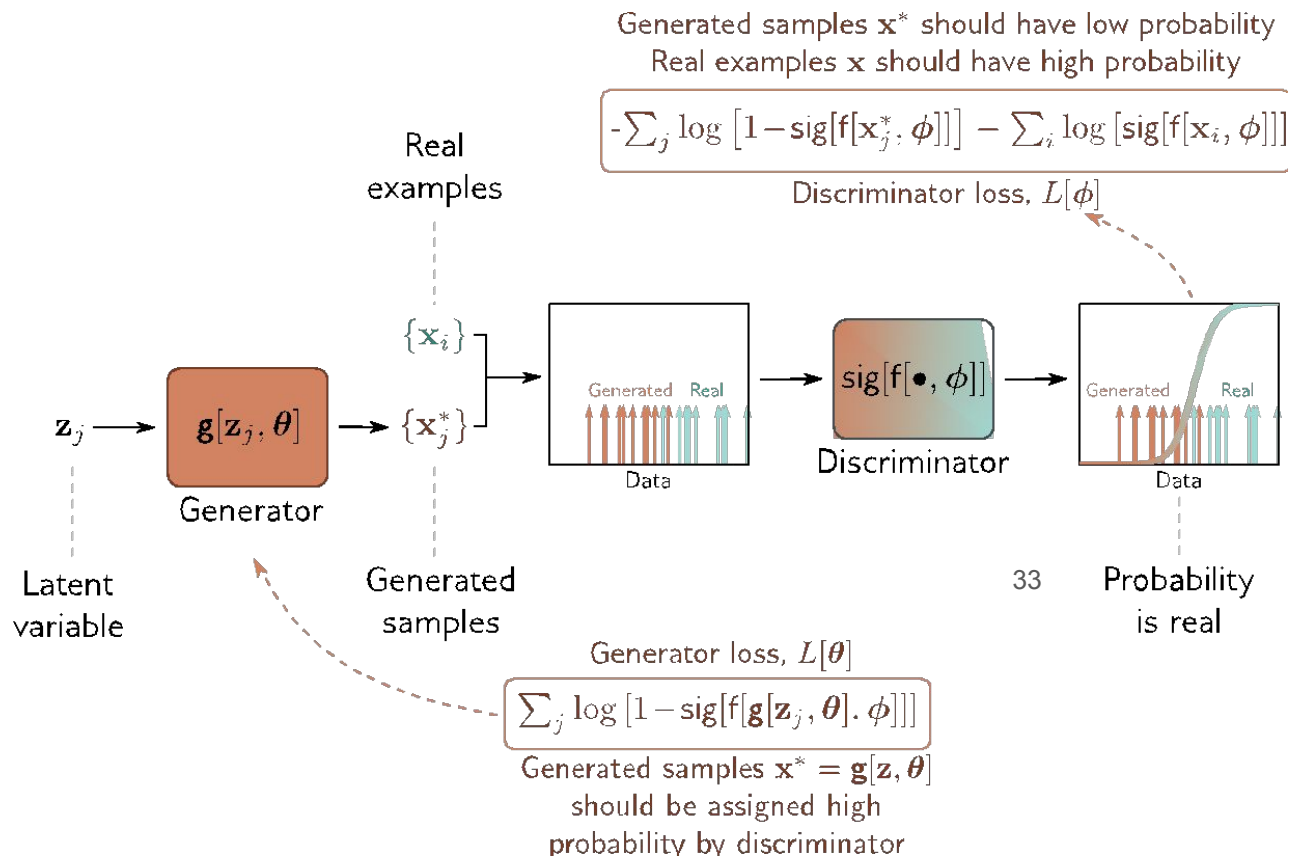 Generated samples x* should have low probability
Real examples x should have high probability
-∑_j log [1−sig[f[x*_j, ϕ]]] − ∑_i log [sig[f[x_i, ϕ]]]
Discriminator loss, L[ϕ]
Real
examples
{x_i}
Generated Real
Data
sig[f[•, ϕ]]
Discriminator
Generated Real
Data
z_j
g[z_j, θ]
Generator
{x*_j}
Latent
variable
Generated
samples
33
Probability
is real
Generator loss, L[θ]
∑_j log [1−sig[f[g[z_j, θ]. ϕ]]]
Generated samples x* = g[z, θ]
should be assigned high
probability by discriminator